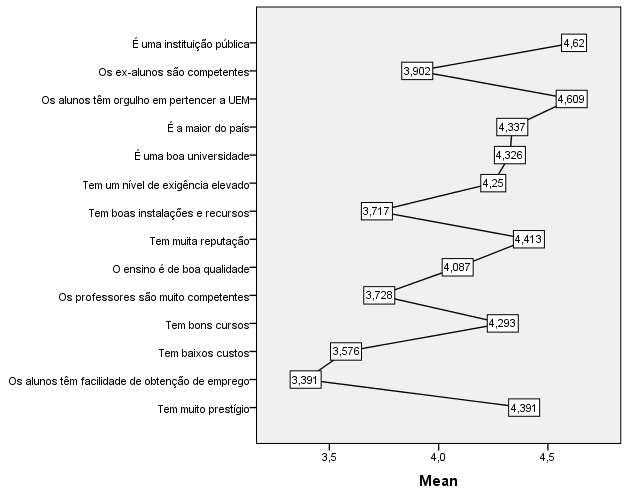 É uma instituição pública 4,62
Os ex-alunos são competentes 3,902
Os alunos têm orgulho em pertencer a UEM 4,609
É a maior do país 4,337
É uma boa universidade 4,326
Tem um nível de exigência elevado 4,25
Tem boas instalações e recursos 3,717
Tem muita reputação 4,413
O ensino é de boa qualidade 4,087
Os professores são muito competentes 3,728
Tem bons cursos 4,293
Tem baixos custos 3,576
Os alunos têm facilidade de obtenção de emprego 3,391
Tem muito prestígio 4,391
3,5 4,0 4,5
Mean